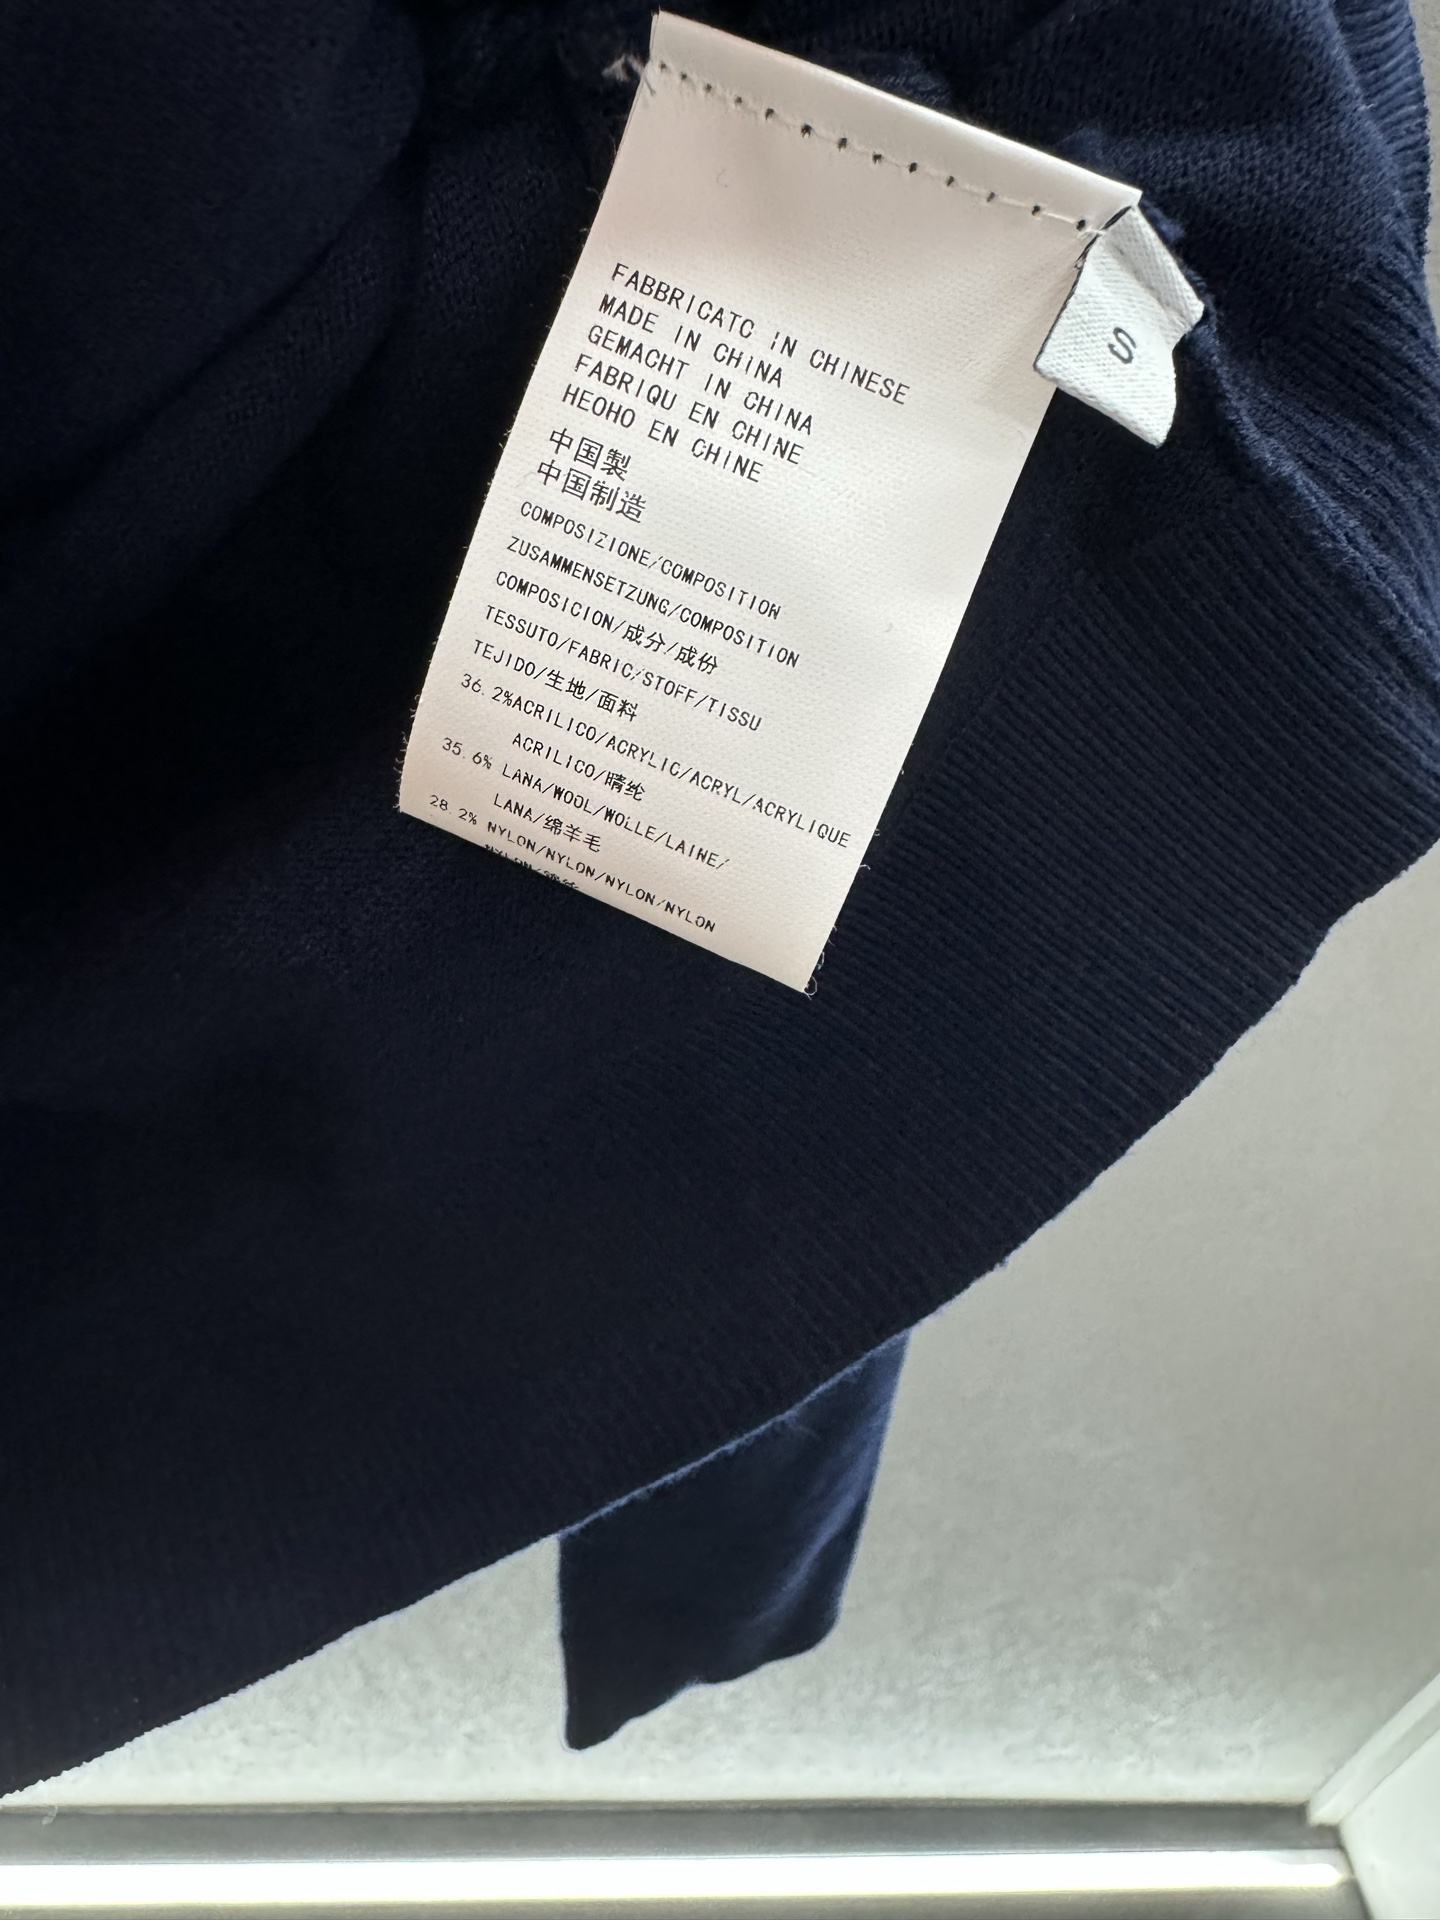 FABBRICATO IN CHINESE
MADE IN CHINA
GEMACHT IN CHINA
FABRIQU EN CHINE
HEOHO EN CHINE
中国製
中国制造
COMPOSIZIONE/COMPOSITION
ZUSAMMENSETZUNG/COMPOSITION
COMPOSICION/成分/成份
TESSUTO/FABRIC/STOFF/TISSU
TEJIDO/生地/面料
36.2%ACRILICO/ACRYLIC/ACRYL/ACRYLIQUE
ACRILICO/晴纶
35.6% LANA/WOOL/WOLLE/LAINE/
LANA/绵羊毛
28.2% NYLON/NYLON/NYLON/NYLON
S